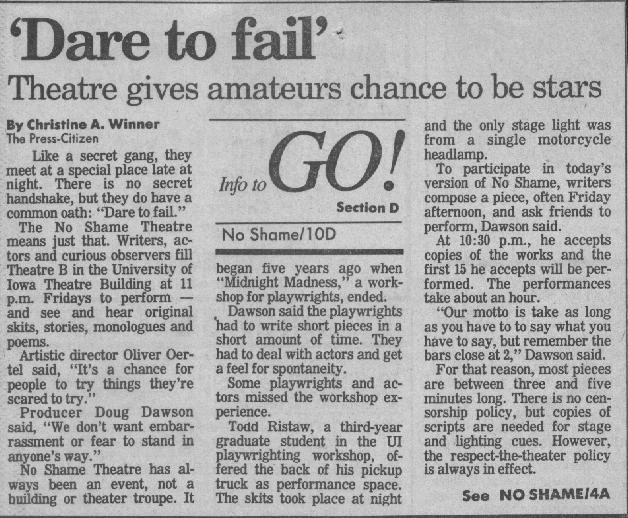 'Dare to fail'
Theatre gives amateurs chance to be stars
By Christine A. Winner
The Press-Citizen
Like a secret gang, they
meet at a special place late at
night. There is no secret
handshake, but they do have a
common oath: "Dare to fail."
The No Shame Theatre
means just that. Writers, ac-
tors and curious observers fill
Theatre B in the University of
Iowa Theatre Building at 11
p.m. Fridays to perform —
and see and hear original
skits, stories, monologues and
poems.
Artistic director Oliver Oer-
tel said, "It's a chance for
people to try things they're
scared to try."
Producer Doug Dawson
said, "We don't want embar-
rassment or fear to stand in
anyone's way."
No Shame Theatre has al-
ways been an event, not a
building or theater troupe. It
Info to GO!
Section D
No Shame/10D
began five years ago when
"Midnight Madness," a work-
shop for playwrights, ended.
Dawson said the playwrights
had to write short pieces in a
short amount of time. They
had to deal with actors and get
a feel for spontaneity.
Some playwrights and ac-
tors missed the workshop ex-
perience.
Todd Ristaw, a third-year
graduate student in the UI
playwrighting workshop, of-
fered the back of his pickup
truck as performance space.
The skits took place at night
and the only stage light was
from a single motorcycle
headlamp.
To participate in today's
version of No Shame, writers
compose a piece, often Friday
afternoon, and ask friends to
perform, Dawson said.
At 10:30 p.m., he accepts
copies of the works and the
first 15 he accepts will be per-
formed. The performances
take about an hour.
"Our motto is take as long
as you have to to say what you
have to say, but remember the
bars close at 2," Dawson said.
For that reason, most pieces
are between three and five
minutes long. There is no cen-
sorship policy, but copies of
scripts are needed for stage
and lighting cues. However,
the respect-the-theater policy
is always in effect.
See NO SHAME/4A